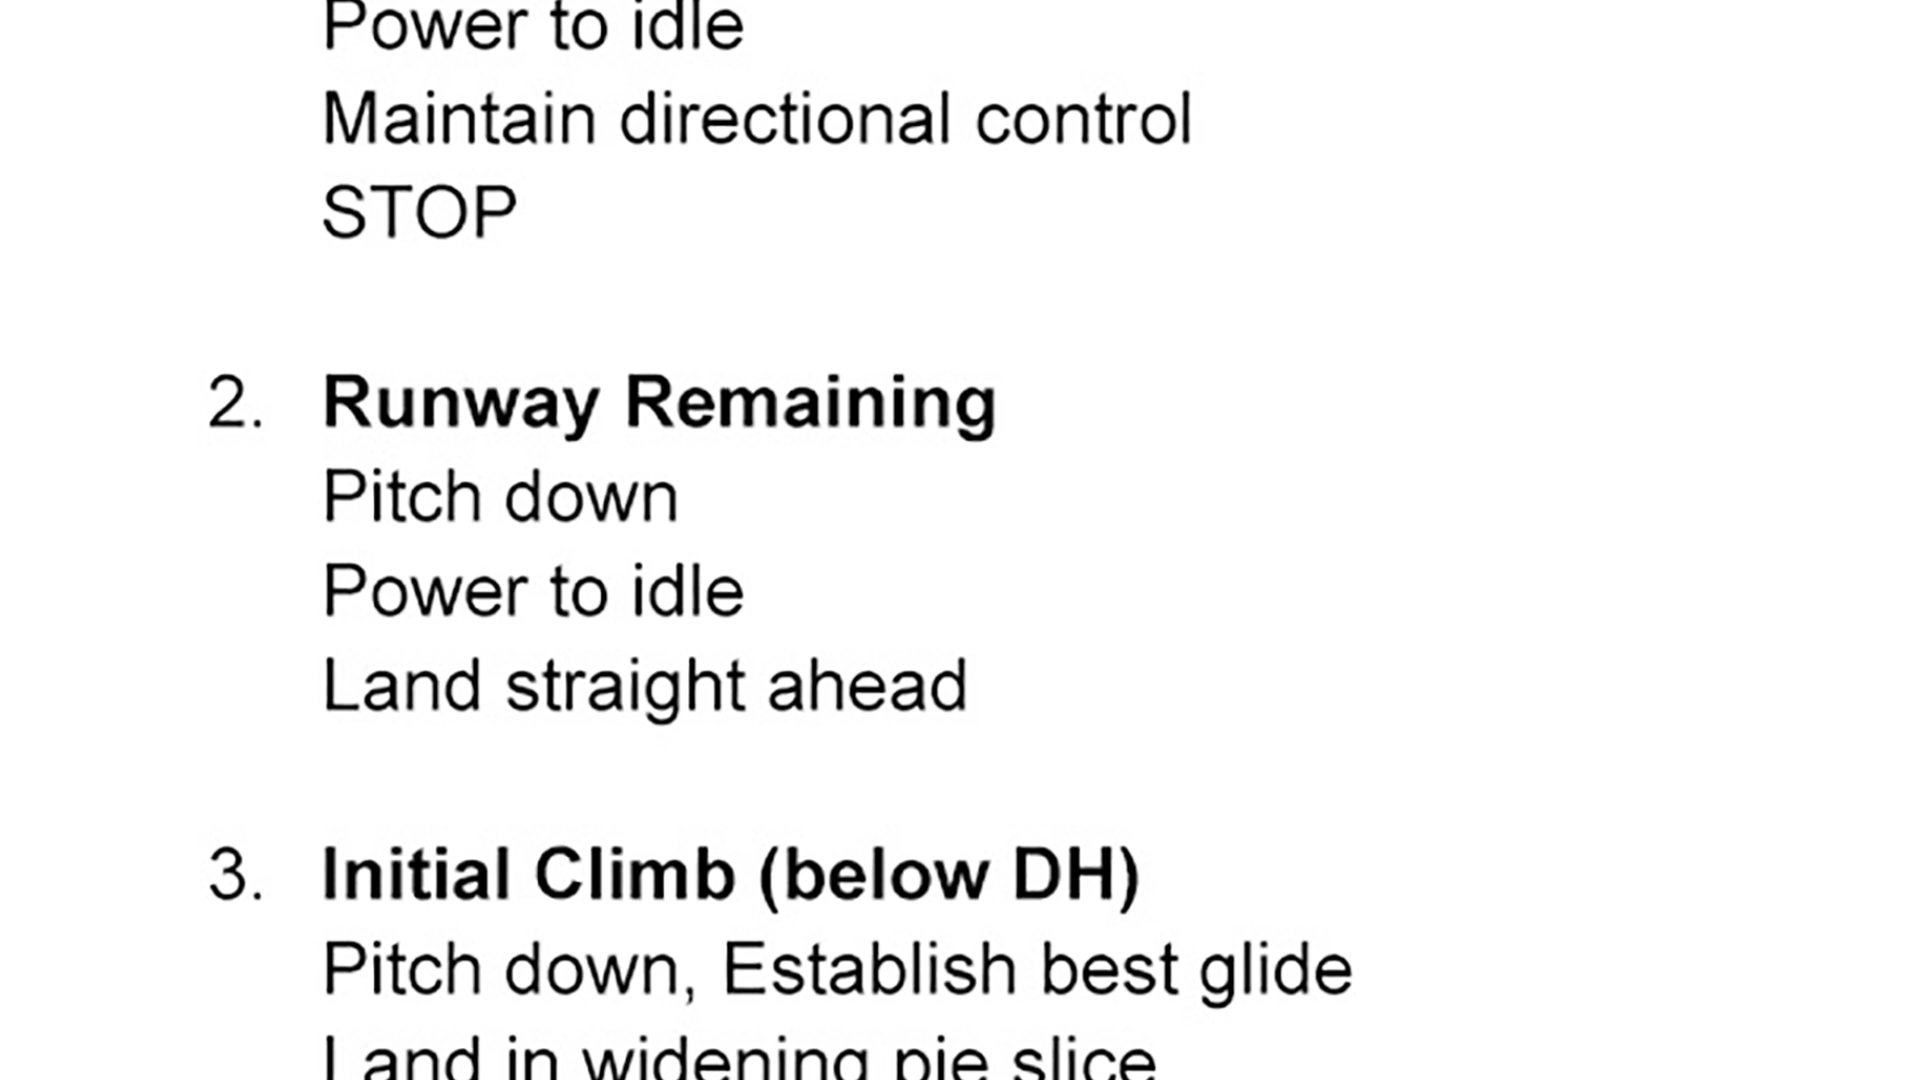 Power to idle
Maintain directional control
STOP
2. Runway Remaining
Pitch down
Power to idle
Land straight ahead
3. Initial Climb (below DH)
Pitch down, Establish best glide
Land in widening pie slice